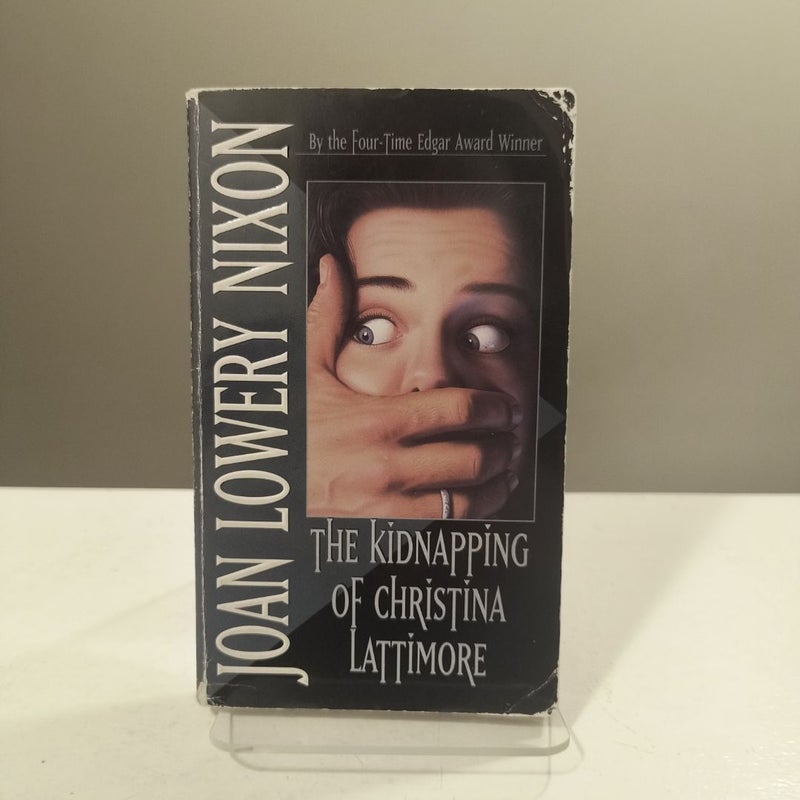 JOAN LOWERY NIXON
By the Four-Time Edgar Award Winner
THE KIDNAPPING
OF CHRISTINA
LATTIMORE